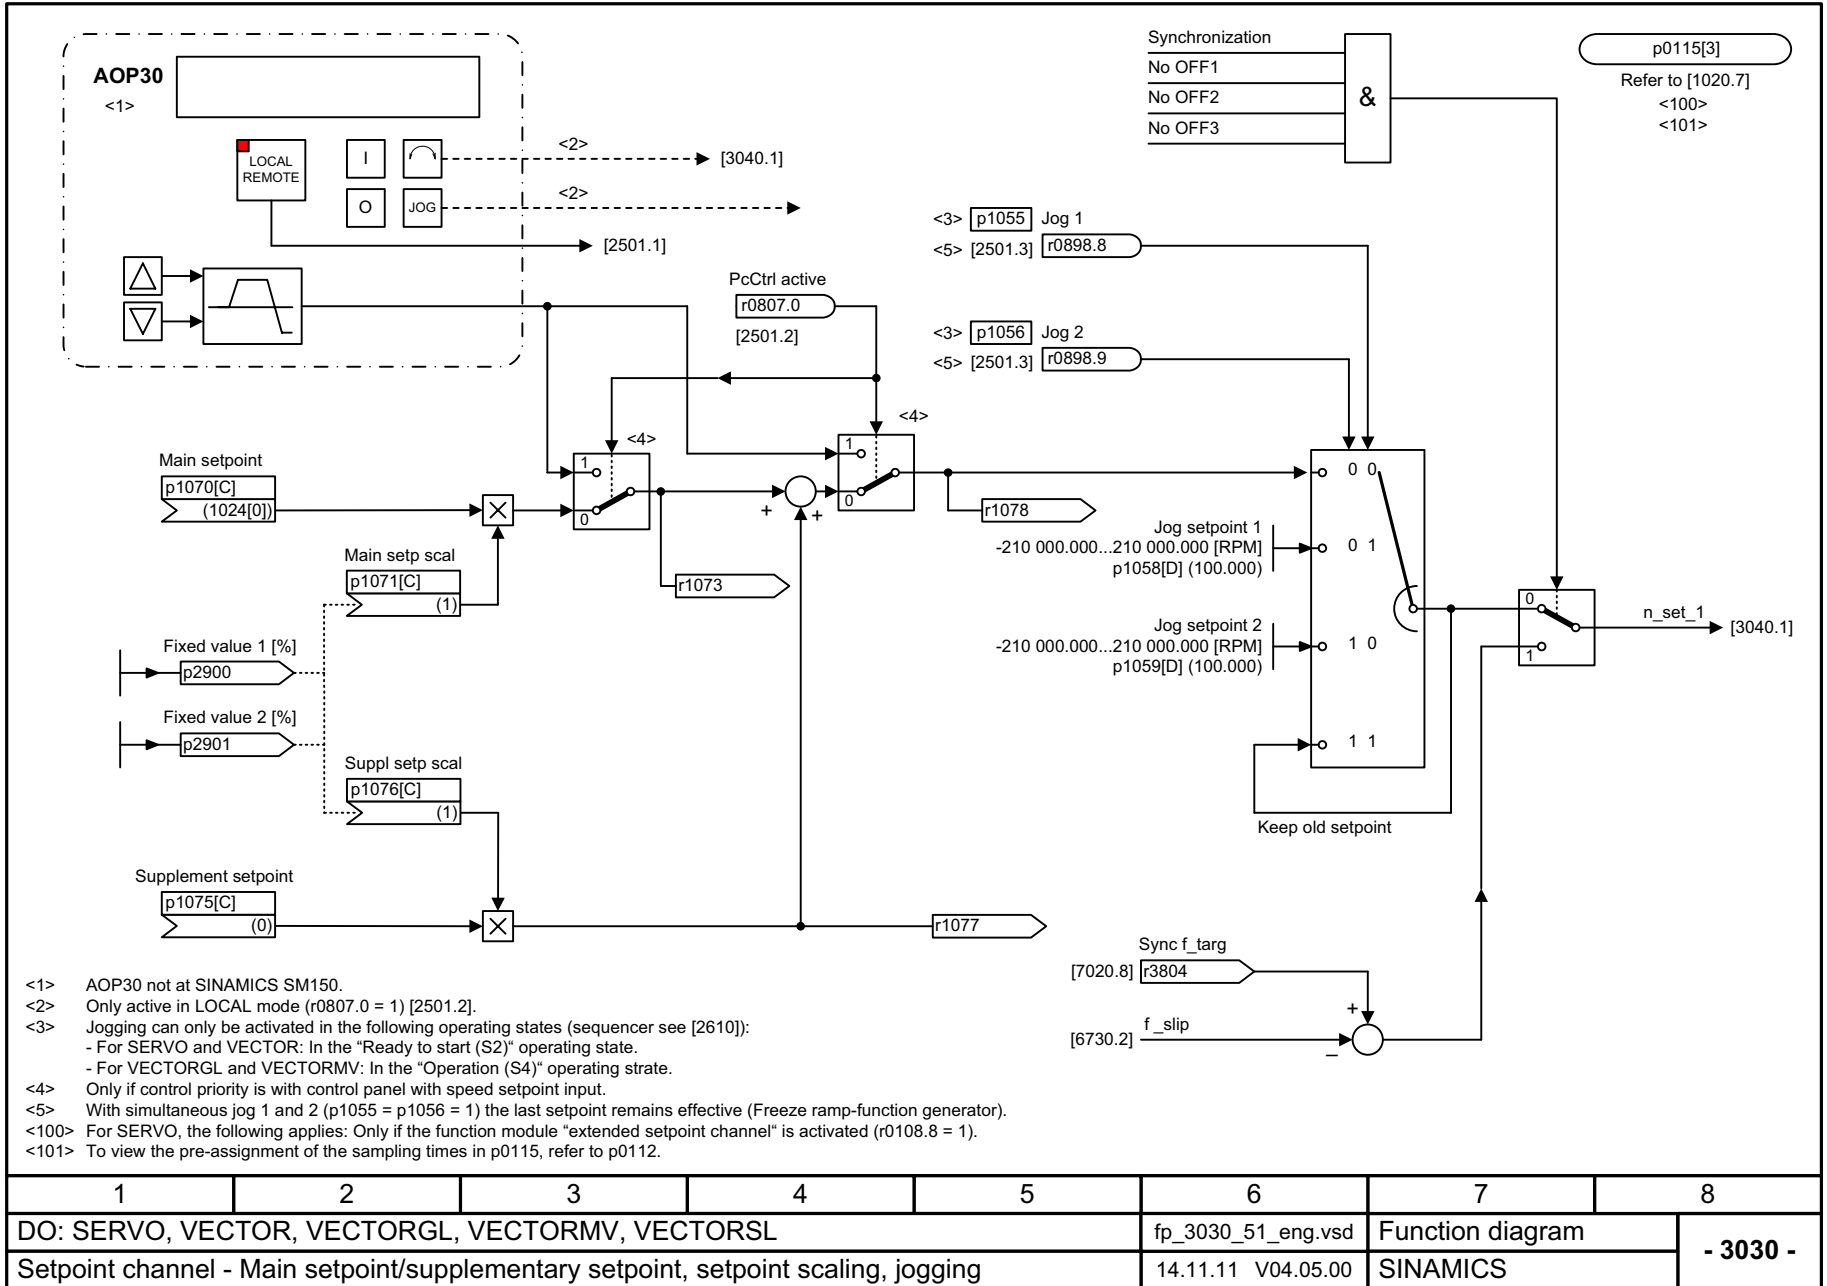 AOP30
<1>
LOCAL
REMOTE
I
O
JOG
<2>
[3040.1]
<2>
[2501.1]
Synchronization
No OFF1
No OFF2
No OFF3
&
p0115[3]
Refer to [1020.7]
<100>
<101>
<3> p1055 Jog 1
<5> [2501.3] r0898.8
<3> p1056 Jog 2
<5> [2501.3] r0898.9
PcCtrl active
r0807.0
[2501.2]
<4>
1
0
<4>
1
0
Main setpoint
p1070[C]
(1024[0])
Main setp scal
p1071[C]
(1)
+
+
r1073
r1078
Fixed value 1 [%]
p2900
Fixed value 2 [%]
p2901
Suppl setp scal
p1076[C]
(1)
Supplement setpoint
p1075[C]
(0)
r1077
0 0
Jog setpoint 1
-210 000.000...210 000.000 [RPM]
p1058[D] (100.000)
0 1
Jog setpoint 2
-210 000.000...210 000.000 [RPM]
p1059[D] (100.000)
1 0
1 1
Keep old setpoint
0
1
n_set_1
[3040.1]
Sync f_targ
[7020.8] r3804
+
f _slip
[6730.2]
–
<1> AOP30 not at SINAMICS SM150.
<2> Only active in LOCAL mode (r0807.0 = 1) [2501.2].
<3> Jogging can only be activated in the following operating states (sequencer see [2610]):
- For SERVO and VECTOR: In the “Ready to start (S2)“ operating state.
- For VECTORGL and VECTORMV: In the “Operation (S4)“ operating strate.
<4> Only if control priority is with control panel with speed setpoint input.
<5> With simultaneous jog 1 and 2 (p1055 = p1056 = 1) the last setpoint remains effective (Freeze ramp-function generator).
<100> For SERVO, the following applies: Only if the function module “extended setpoint channel“ is activated (r0108.8 = 1).
<101> To view the pre-assignment of the sampling times in p0115, refer to p0112.
1 2 3 4 5 6 7 8
DO: SERVO, VECTOR, VECTORGL, VECTORMV, VECTORSL
fp_3030_51_eng.vsd
Function diagram
- 3030 -
Setpoint channel - Main setpoint/supplementary setpoint, setpoint scaling, jogging
14.11.11 V04.05.00
SINAMICS